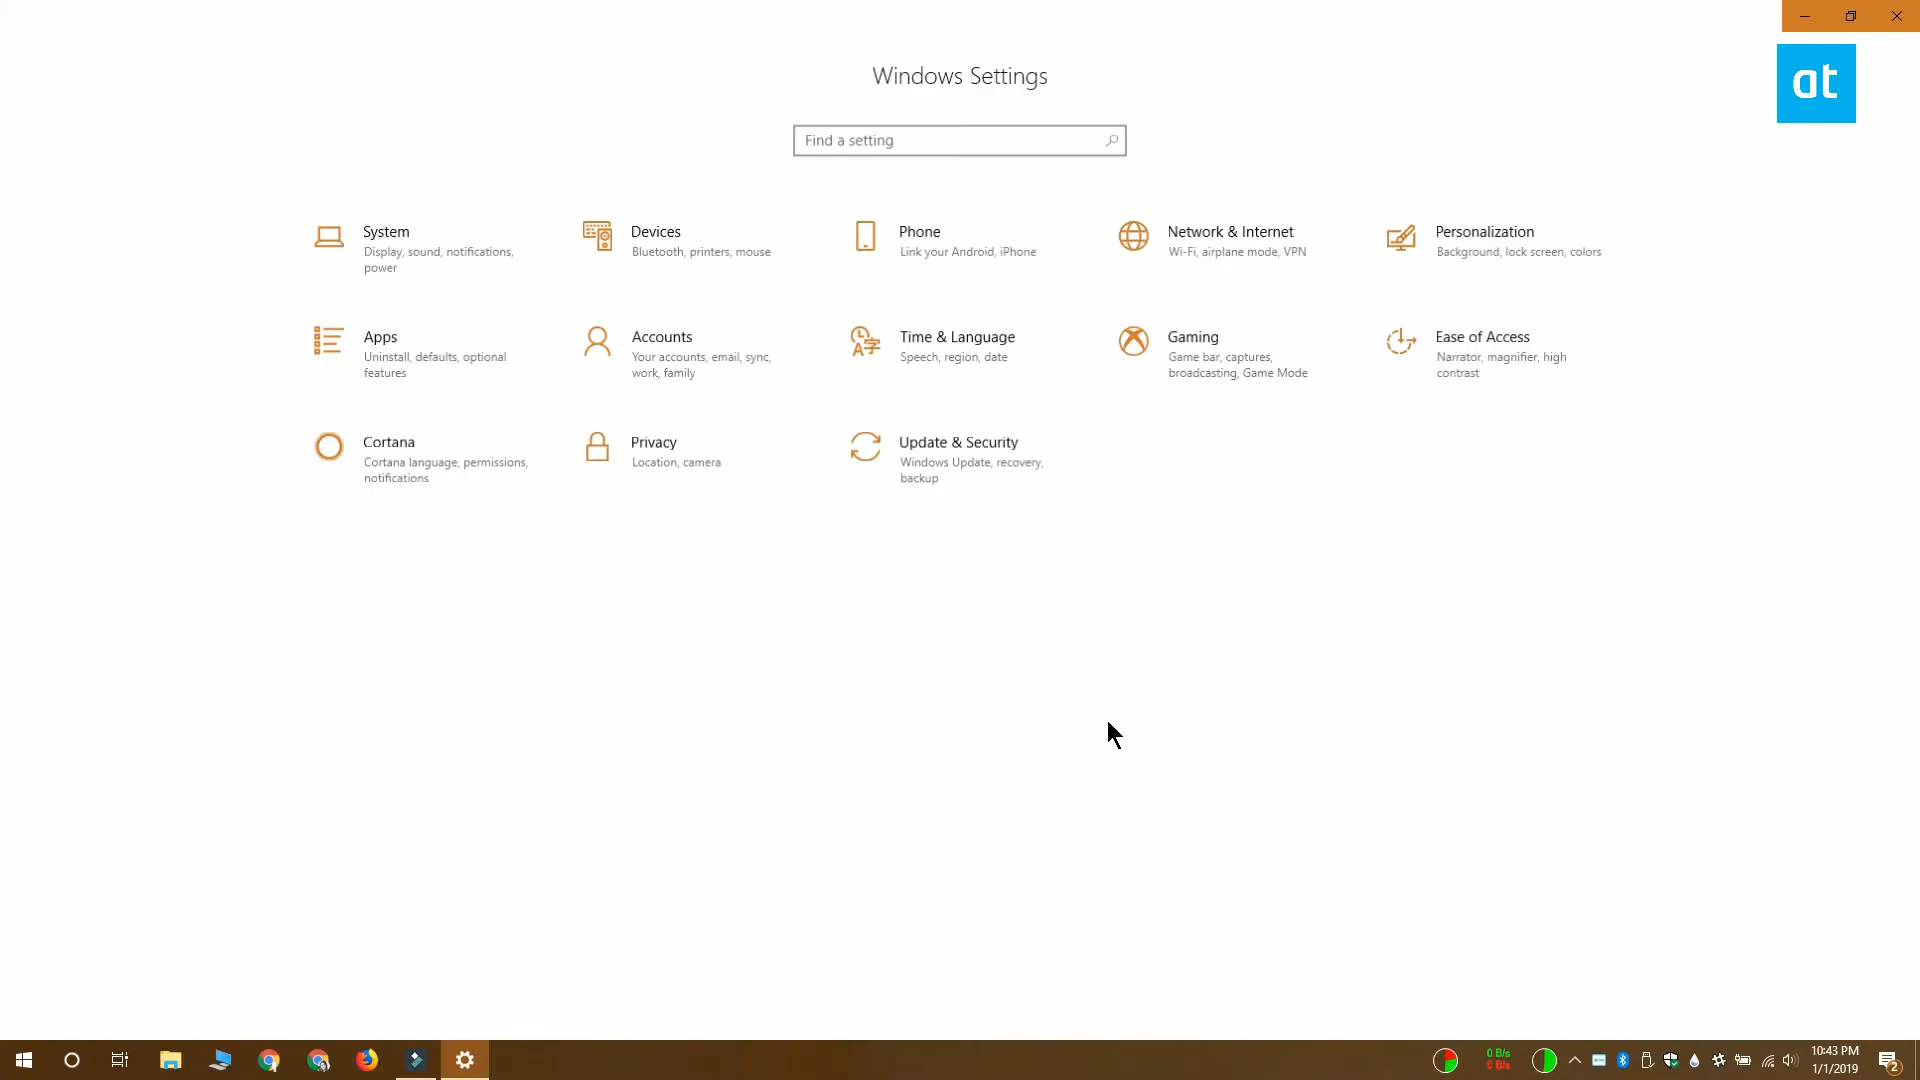 at
Windows Settings
Find a setting
System
Display, sound, notifications,
power
Devices
Bluetooth, printers, mouse
Phone
Link your Android, iPhone
Network & Internet
Wi-Fi, airplane mode, VPN
Personalization
Background, lock screen, colors
Apps
Uninstall, defaults, optional
features
Accounts
Your accounts, email, sync,
work, family
Time & Language
Speech, region, date
Gaming
Game bar, captures,
broadcasting, Game Mode
Ease of Access
Narrator, magnifier, high
contrast
Cortana
Cortana language, permissions,
notifications
Privacy
Location, camera
Update & Security
Windows Update, recovery,
backup
0 B/s
0 B/s
10:43 PM
1/1/2019
2